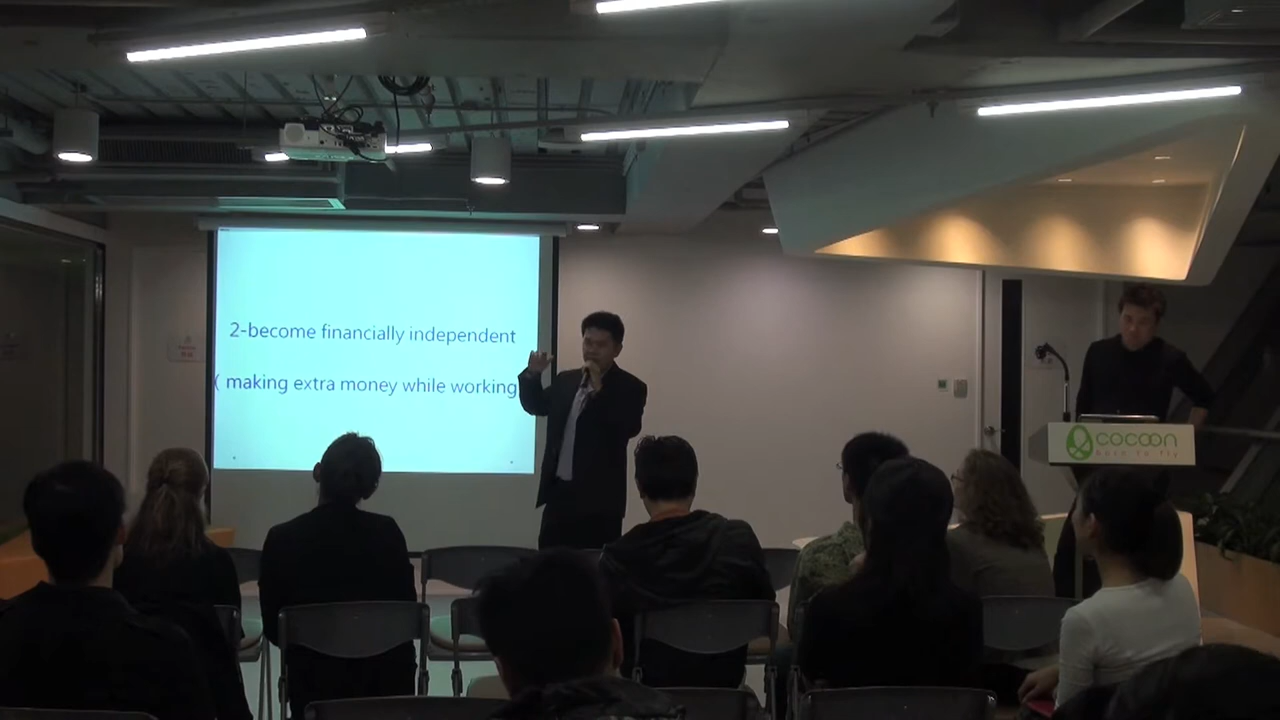 2-become financially independent
( making extra money while working
cocoon
born to fly